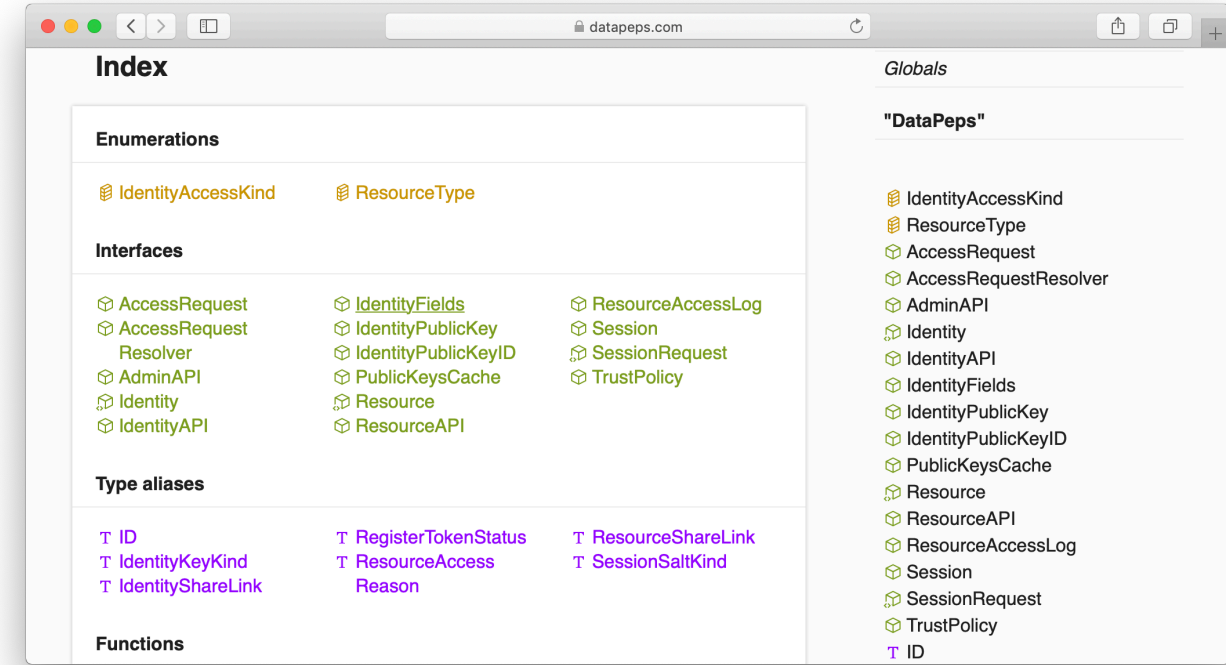 datapeps.com
Index
Enumerations
IdentityAccessKind
ResourceType
Interfaces
AccessRequest
AccessRequest
Resolver
AdminAPI
Identity
IdentityAPI
IdentityFields
IdentityPublicKey
IdentityPublicKeyID
PublicKeysCache
Resource
ResourceAPI
ResourceAccessLog
Session
SessionRequest
TrustPolicy
Type aliases
T ID
T IdentityKeyKind
T IdentityShareLink
T RegisterTokenStatus
T ResourceAccess
Reason
T ResourceShareLink
T SessionSaltKind
Functions
Globals
"DataPeps"
IdentityAccessKind
ResourceType
AccessRequest
AccessRequestResolver
AdminAPI
Identity
IdentityAPI
IdentityFields
IdentityPublicKey
IdentityPublicKeyID
PublicKeysCache
Resource
ResourceAPI
ResourceAccessLog
Session
SessionRequest
TrustPolicy
T ID